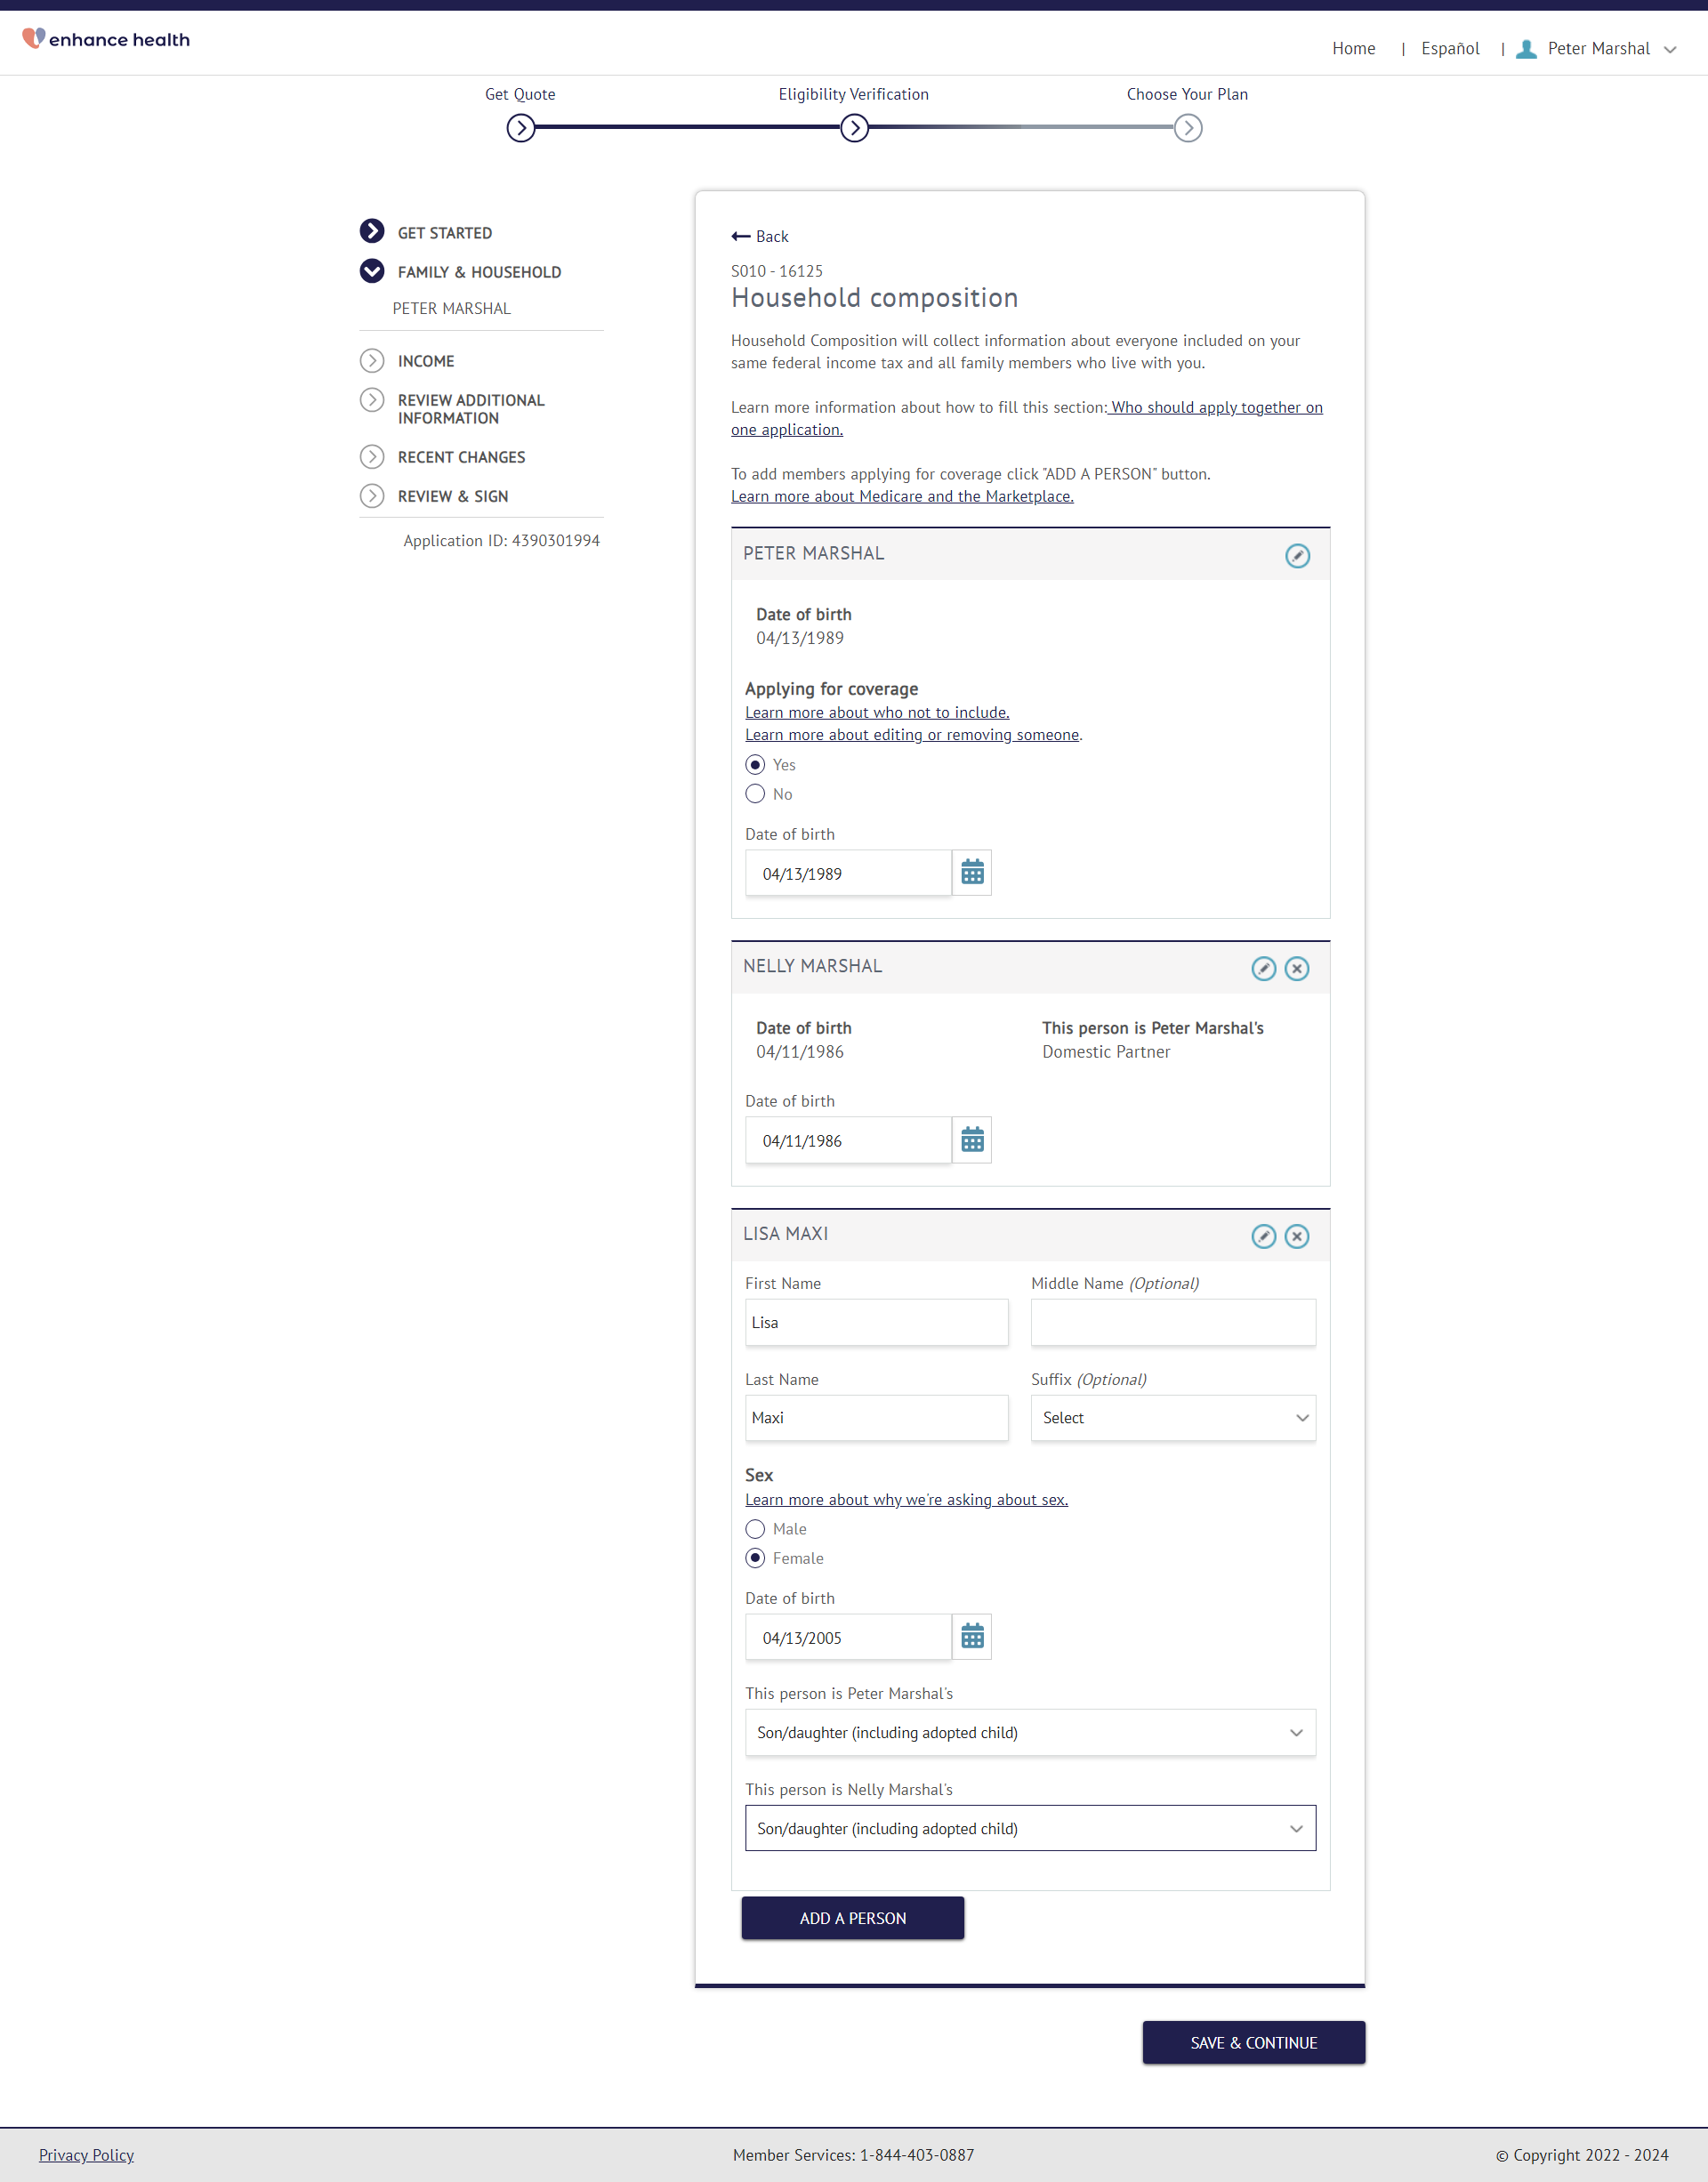 enhance health
Home | Español | Peter Marshal
Get Quote
Eligibility Verification
Choose Your Plan
GET STARTED
FAMILY & HOUSEHOLD
PETER MARSHAL
INCOME
REVIEW ADDITIONAL
INFORMATION
RECENT CHANGES
REVIEW & SIGN
Application ID: 4390301994
Back
S010 - 16125
Household composition
Household Composition will collect information about everyone included on your
same federal income tax and all family members who live with you.
Learn more information about how to fill this section: Who should apply together on
one application.
To add members applying for coverage click "ADD A PERSON" button.
Learn more about Medicare and the Marketplace.
PETER MARSHAL
Date of birth
04/13/1989
Applying for coverage
Learn more about who not to include.
Learn more about editing or removing someone.
Yes
No
Date of birth
04/13/1989
NELLY MARSHAL
Date of birth
04/11/1986
This person is Peter Marshal's
Domestic Partner
Date of birth
04/11/1986
LISA MAXI
First Name
Lisa
Middle Name (Optional)
Last Name
Maxi
Suffix (Optional)
Select
Sex
Learn more about why we're asking about sex.
Male
Female
Date of birth
04/13/2005
This person is Peter Marshal's
Son/daughter (including adopted child)
This person is Nelly Marshal's
Son/daughter (including adopted child)
ADD A PERSON
SAVE & CONTINUE
Privacy Policy
Member Services: 1-844-403-0887
© Copyright 2022 - 2024